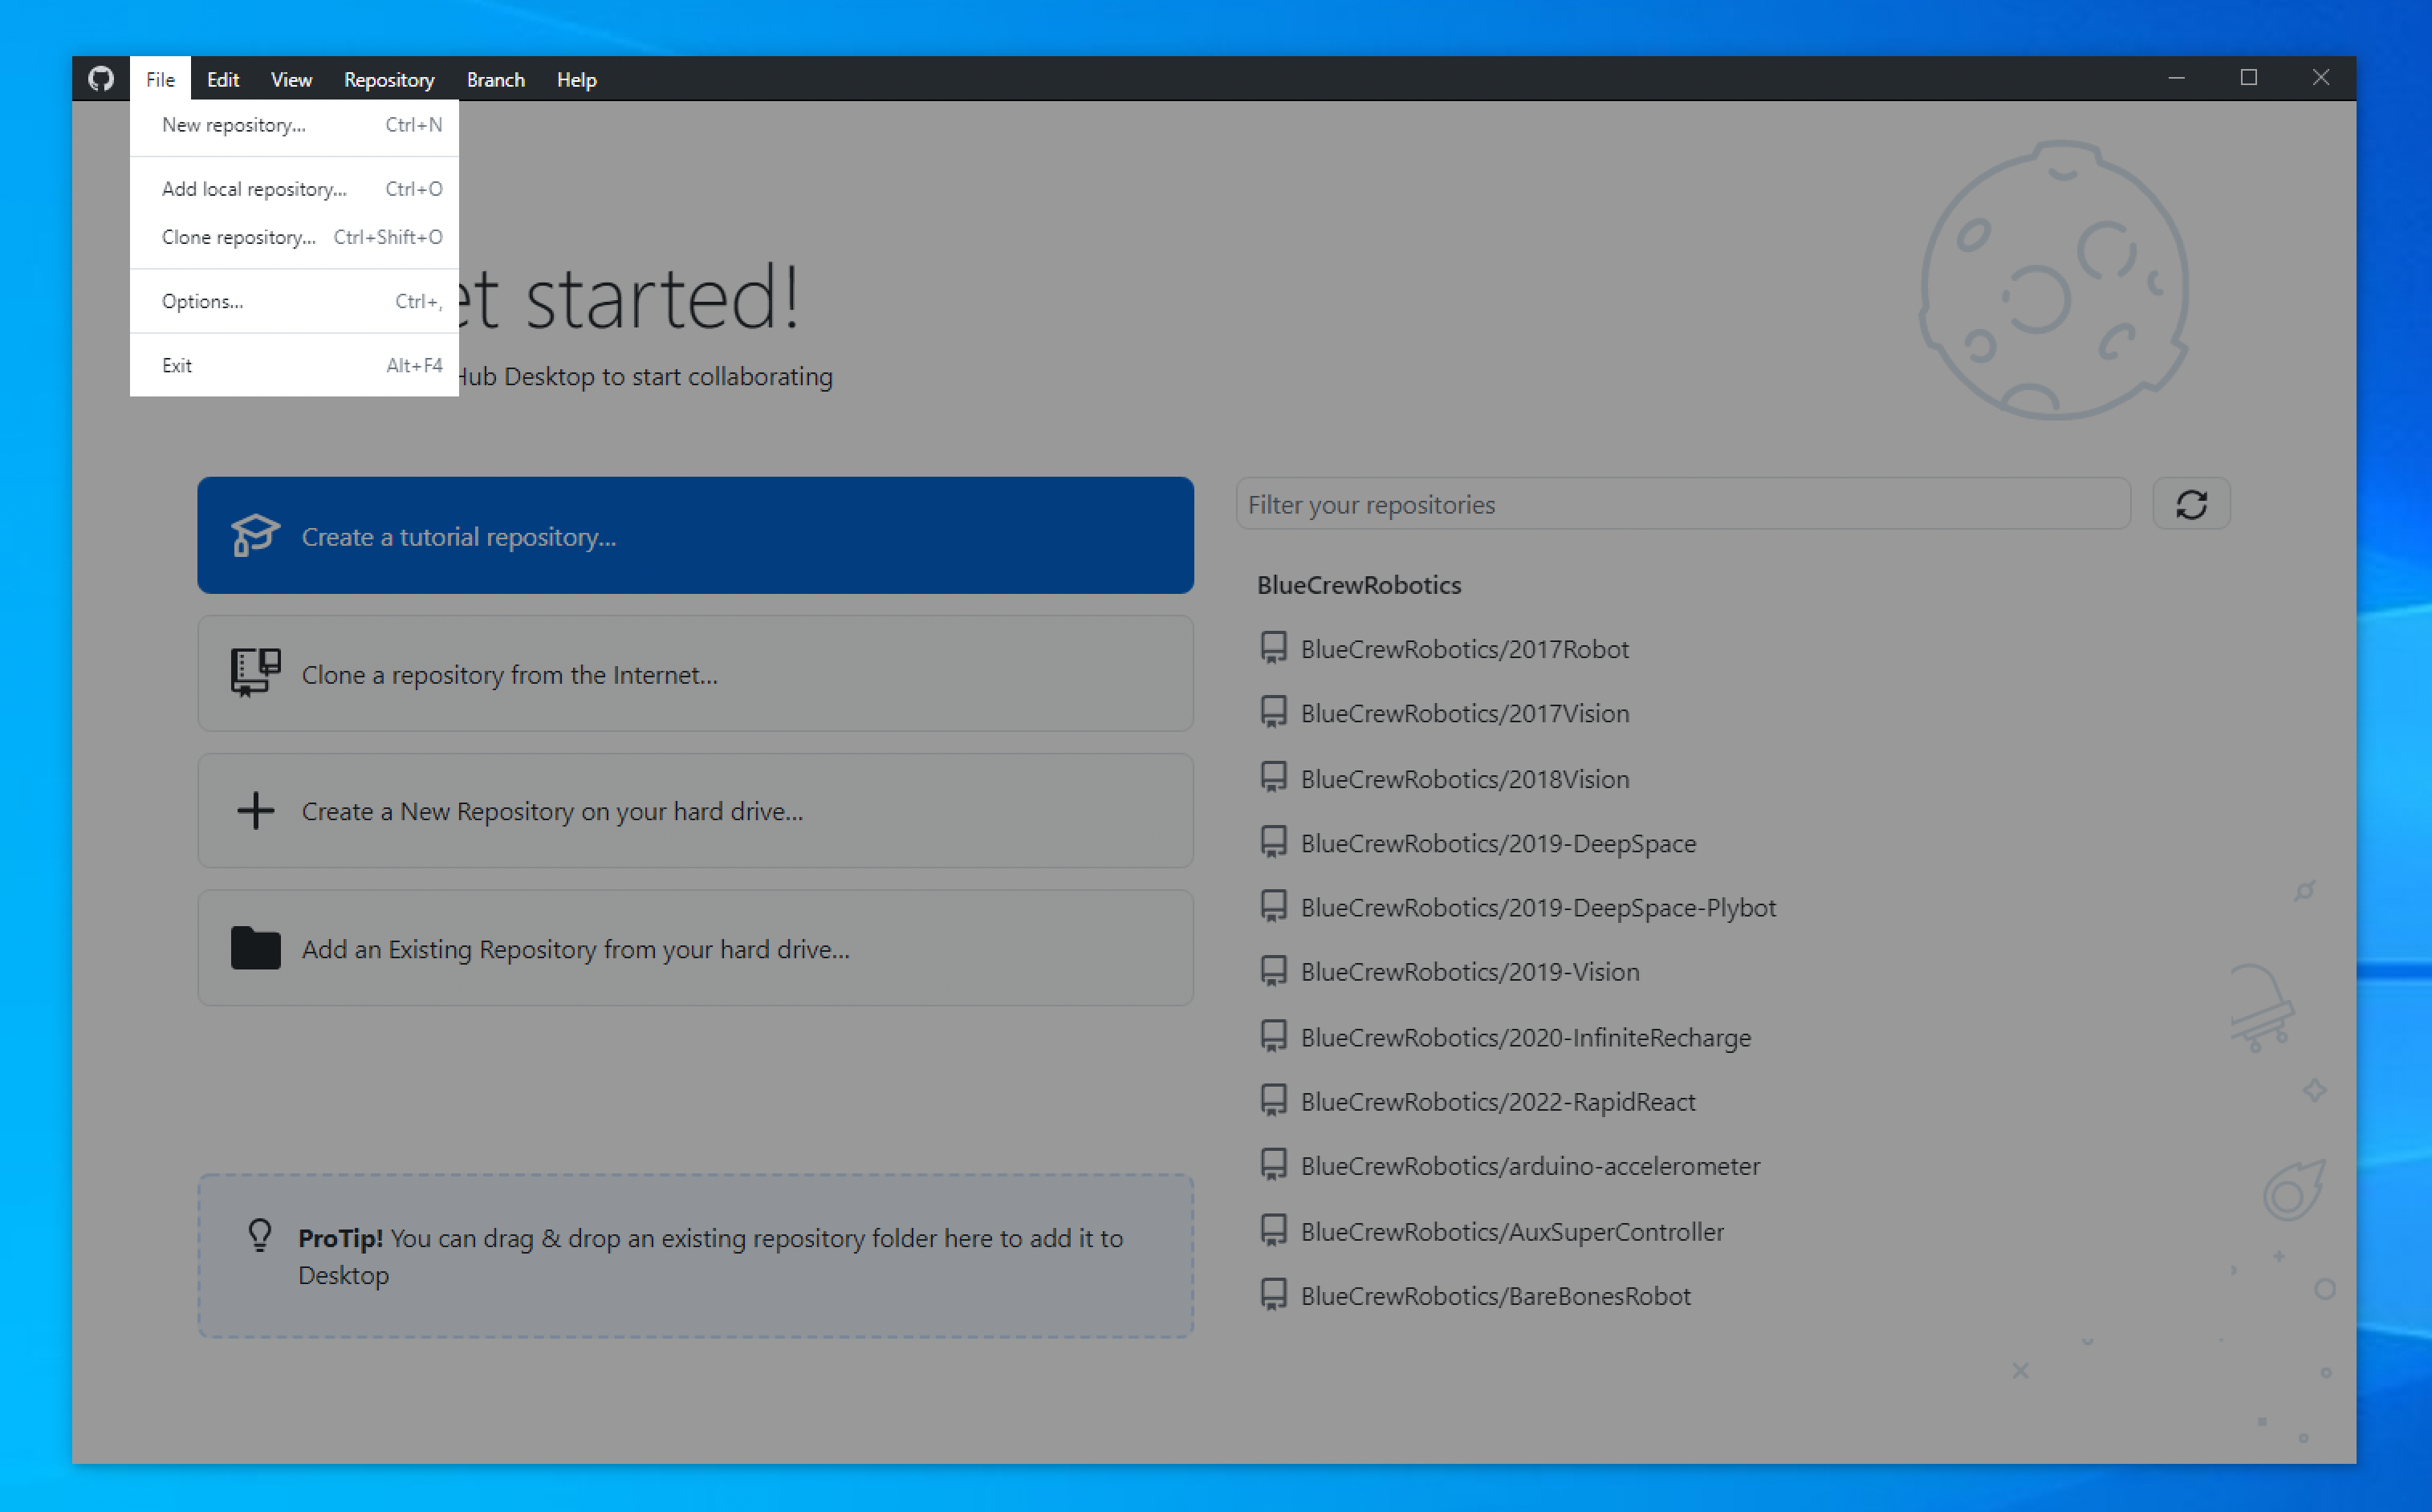 File Edit View Repository Branch Help
New repository... Ctrl+N
Add local repository... Ctrl+O
Clone repository... Ctrl+Shift+O
Options... Ctrl+,
Exit Alt+F4
started!
Desktop to start collaborating
Create a tutorial repository...
Clone a repository from the Internet...
Create a New Repository on your hard drive...
Add an Existing Repository from your hard drive...
ProTip! You can drag & drop an existing repository folder here to add it to
Desktop
Filter your repositories
BlueCrewRobotics
BlueCrewRobotics/2017Robot
BlueCrewRobotics/2017Vision
BlueCrewRobotics/2018Vision
BlueCrewRobotics/2019-DeepSpace
BlueCrewRobotics/2019-DeepSpace-Plybot
BlueCrewRobotics/2019-Vision
BlueCrewRobotics/2020-InfiniteRecharge
BlueCrewRobotics/2022-RapidReact
BlueCrewRobotics/arduino-accelerometer
BlueCrewRobotics/AuxSuperController
BlueCrewRobotics/BareBonesRobot